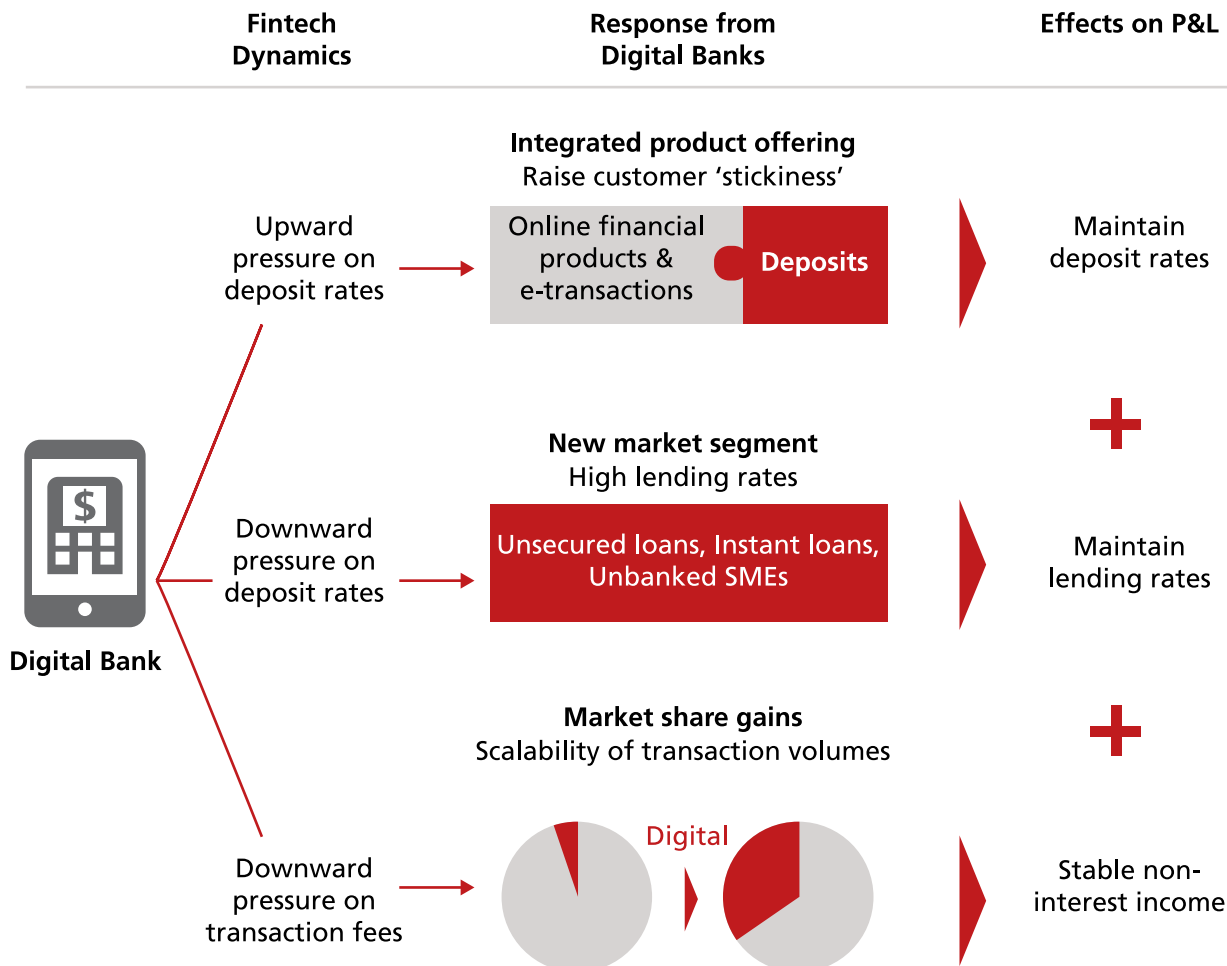 Fintech
Dynamics
Response from
Digital Banks
Effects on P&L
Integrated product offering
Raise customer ‘stickiness’
Upward
pressure on
deposit rates
Online financial
products &
e-transactions
Deposits
Maintain
deposit rates
New market segment
High lending rates
$
Digital Bank
Downward
pressure on
deposit rates
Unsecured loans, Instant loans,
Unbanked SMEs
Maintain
lending rates
Market share gains
Scalability of transaction volumes
Downward
pressure on
transaction fees
Digital
Stable non-
interest income